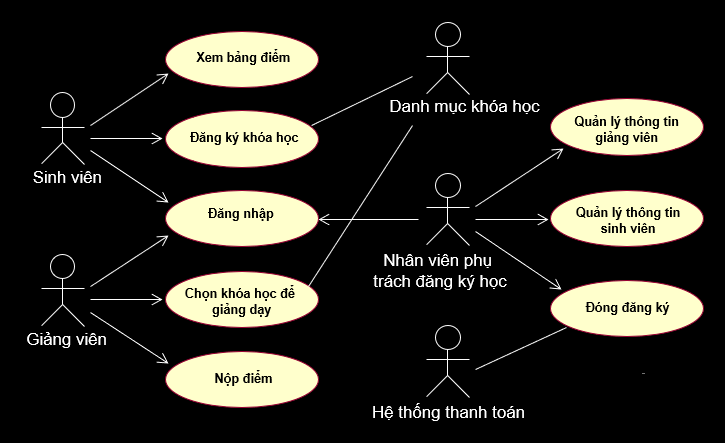 Xem bảng điểm
Đăng ký khóa học
Danh mục khóa học
Quản lý thông tin
giảng viên
Sinh viên
Đăng nhập
Quản lý thông tin
sinh viên
Nhân viên phụ
trách đăng ký học
Chọn khóa học để
giảng dạy
Đóng đăng ký
Giảng viên
Nộp điểm
Hệ thống thanh toán